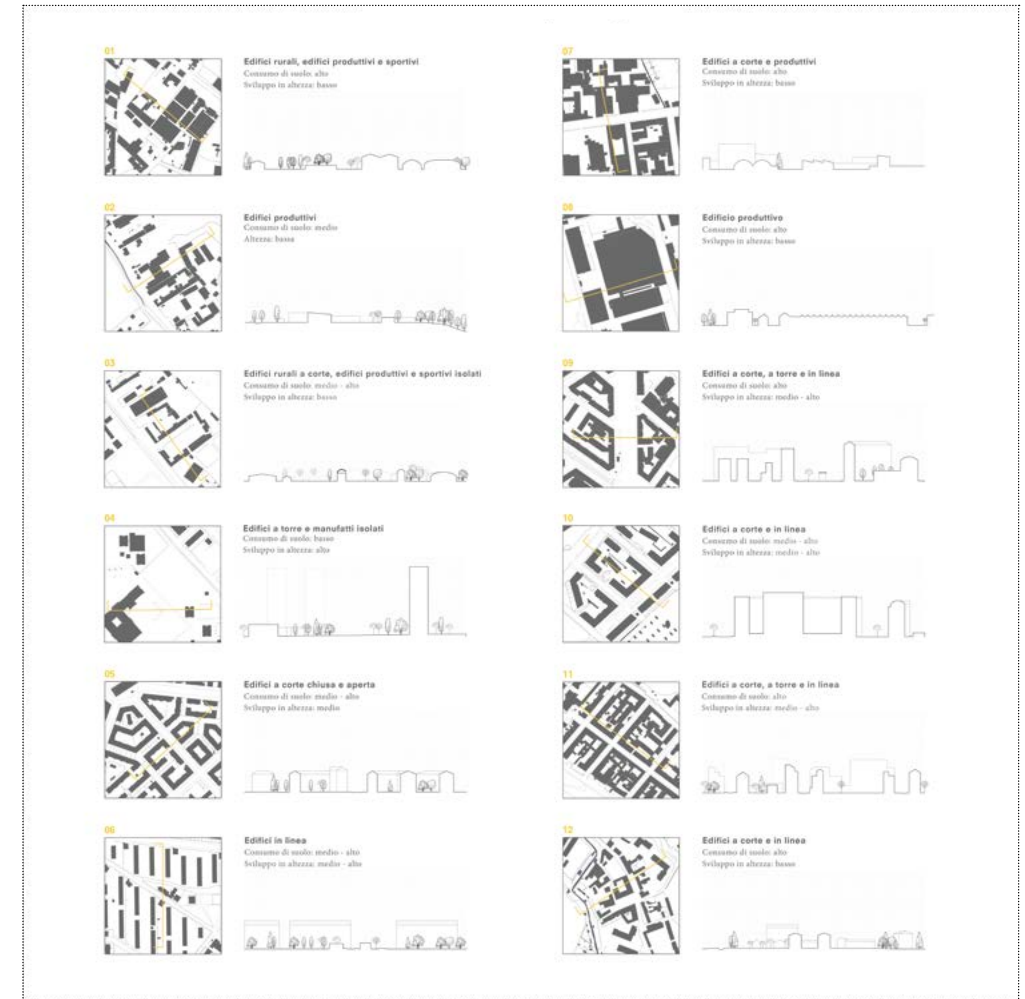 01
Edifici rurali, edifici produttivi e sportivi
Consumo di suolo: alto
Sviluppo in altezza: basso
02
Edifici produttivi
Consumo di suolo: medio
Altezza: bassa
03
Edifici rurali a corte, edifici produttivi e sportivi isolati
Consumo di suolo: medio - alto
Sviluppo in altezza: basso
04
Edifici a torre e manufatti isolati
Consumo di suolo: basso
Sviluppo in altezza: alto
05
Edifici a corte chiusa e aperta
Consumo di suolo: medio - alto
Sviluppo in altezza: medio
06
Edifici in linea
Consumo di suolo: medio - alto
Sviluppo in altezza: medio - alto
07
Edifici a corte e produttivi
Consumo di suolo: alto
Sviluppo in altezza: basso
08
Edificio produttivo
Consumo di suolo: alto
Sviluppo in altezza: basso
09
Edifici a corte, a torre e in linea
Consumo di suolo: alto
Sviluppo in altezza: medio - alto
10
Edifici a corte e in linea
Consumo di suolo: medio - alto
Sviluppo in altezza: medio - alto
11
Edifici a corte, a torre e in linea
Consumo di suolo: alto
Sviluppo in altezza: medio - alto
12
Edifici a corte e in linea
Consumo di suolo: alto
Sviluppo in altezza: basso